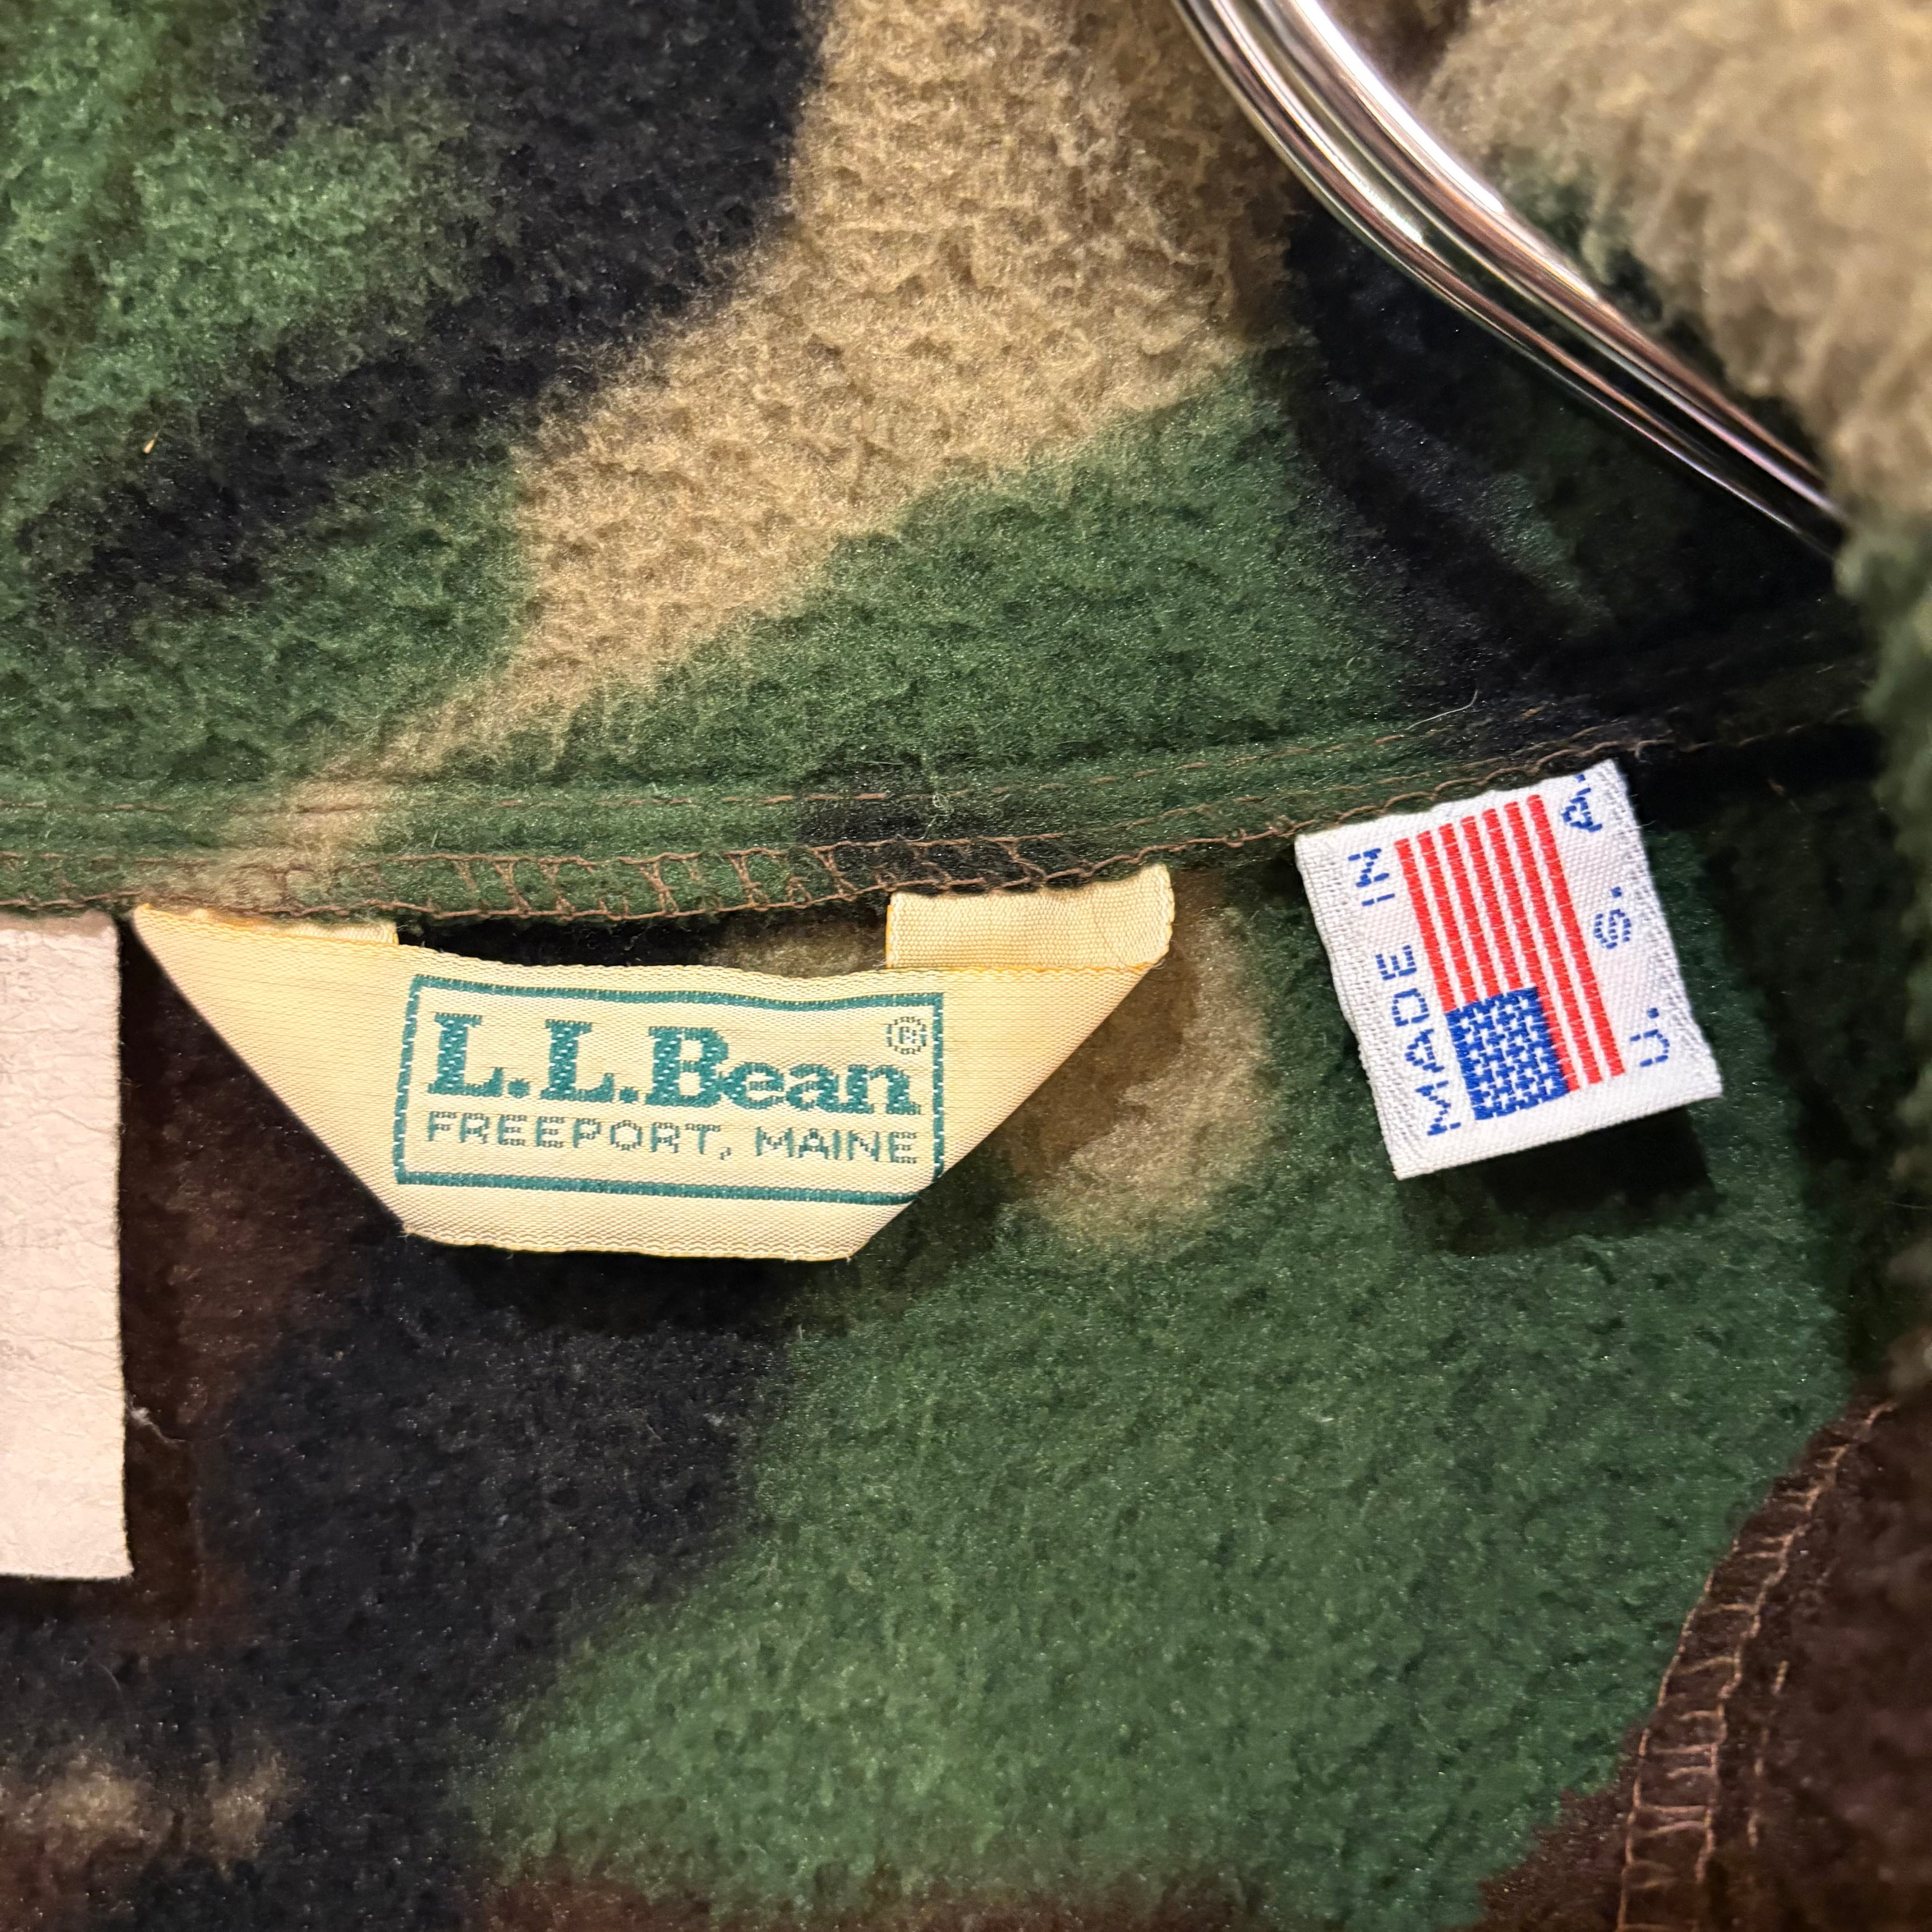 L.L.Bean®
FREEPORT, MAINE
MADE IN
U. S. A.